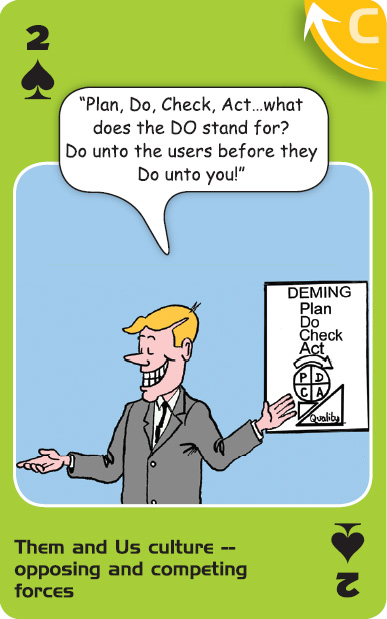 2
C
“Plan, Do, Check, Act...what
does the DO stand for?
Do unto the users before they
Do unto you!”
DEMING
Plan
Do
Check
Act
P D
C A
Quality
Them and Us culture --
opposing and competing
forces
2